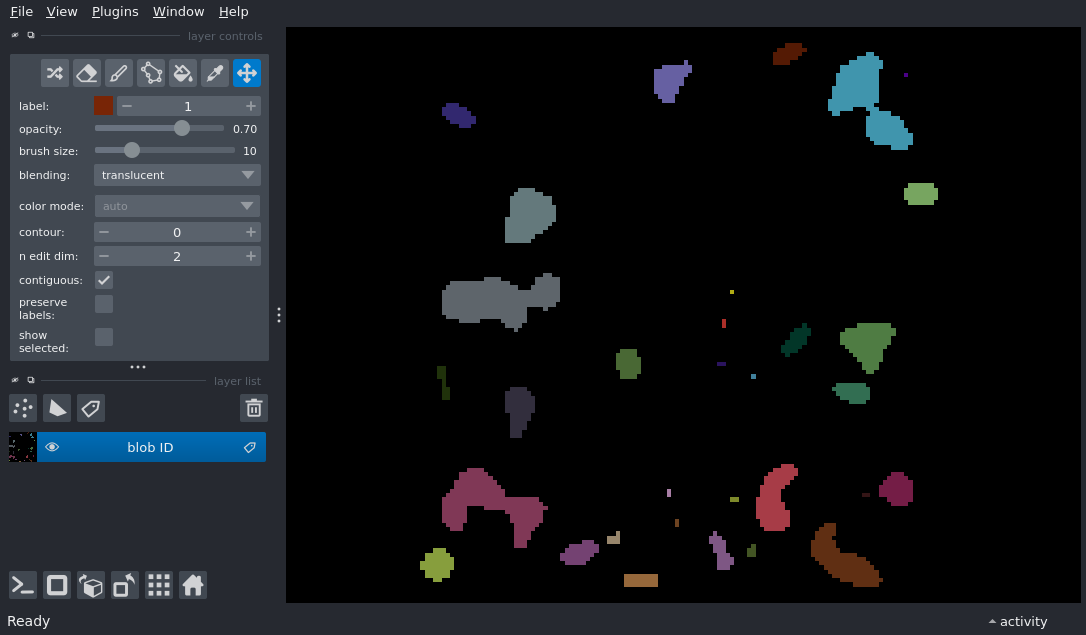 File View Plugins Window Help
layer controls
label: 1
opacity: 0.70
brush size: 10
blending: translucent
color mode: auto
contour: 0
n edit dim: 2
contiguous:
preserve
labels:
show
selected:
layer list
blob ID
Ready
activity